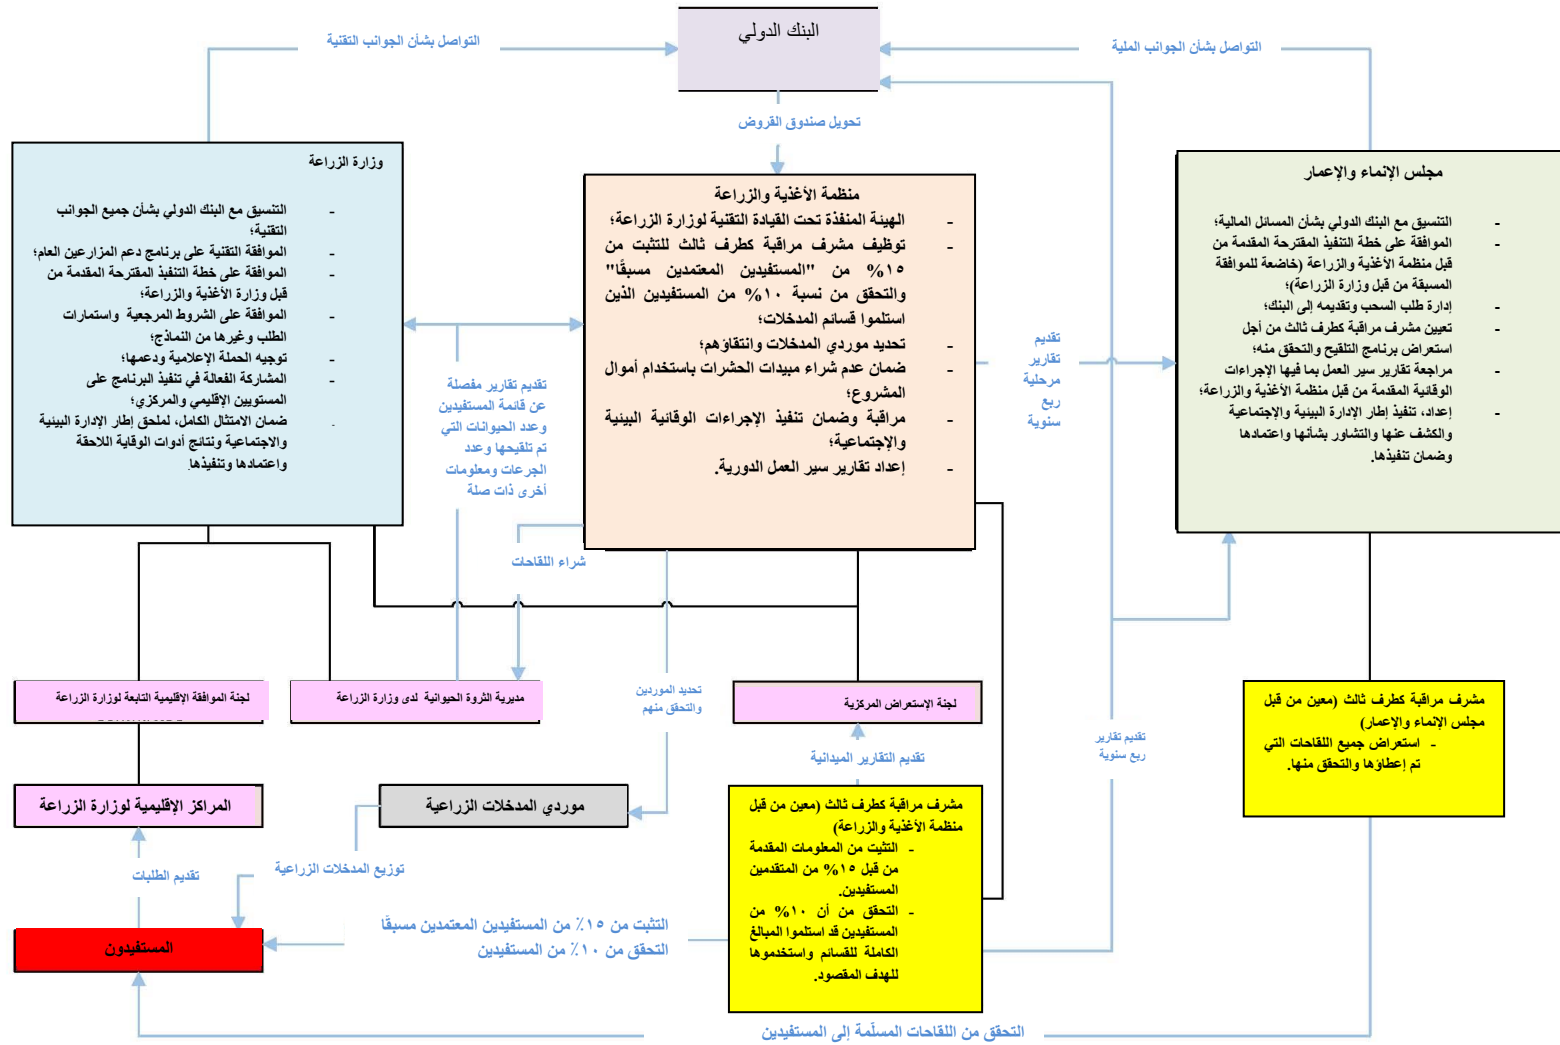 البنك الدولي
التواصل بشأن الجوانب التقنية
التواصل بشأن الجوانب الملية
تحويل صندوق القروض
وزارة الزراعة
- التنسيق مع البنك الدولي بشأن جميع الجوانب
التقنية؛
- الموافقة التقنية على برنامج دعم المزارعين العام؛
- الموافقة على خطة التنفيذ المقترحة المقدمة من
قبل وزارة الأغذية والزراعة؛
- الموافقة على الشروط المرجعية واستمارات
الطلب وغيرها من النماذج؛
- توجيه الحملة الإعلامية ودعمها؛
- المشاركة الفعالة في تنفيذ البرنامج على
المستويين الإقليمي والمركزي؛
- ضمان الامتثال الكامل، لملحق إطار الإدارة البيئية
والاجتماعية ونتائج أدوات الوقاية اللاحقة
واعتمادها وتنفيذها.
منظمة الأغذية والزراعة
- الهيئة المنفذة تحت القيادة التقنية لوزارة الزراعة؛
- توظيف مشرف مراقبة كطرف ثالث للتثبت من
١٥% من "المستفيدين المعتمدين مسبقًا"
والتحقق من نسبة ١٠% من المستفيدين الذين
استلموا قسائم المدخلات؛
- تحديد موردي المدخلات وانتقاؤهم؛
- ضمان عدم شراء مبيدات الحشرات باستخدام أموال
المشروع؛
- مراقبة وضمان تنفيذ الإجراءات الوقائية البيئية
والإجتماعية؛
- إعداد تقارير سير العمل الدورية.
مجلس الإنماء والإعمار
- التنسيق مع البنك الدولي بشأن المسائل المالية؛
- الموافقة على خطة التنفيذ المقترحة المقدمة من
قبل منظمة الأغذية والزراعة (خاضعة للموافقة
المسبقة من قبل وزارة الزراعة)؛
- إدارة طلب السحب وتقديمه إلى البنك؛
- تعيين مشرف مراقبة كطرف ثالث من أجل
استعراض برنامج التلقيح والتحقق منه؛
- مراجعة تقارير سير العمل بما فيها الإجراءات
الوقائية المقدمة من قبل منظمة الأغذية والزراعة؛
- إعداد، تنفيذ إطار الإدارة البيئية والاجتماعية
والكشف عنها والتشاور بشأنها واعتمادها
وضمان تنفيذها.
تقديم تقارير مفصلة
عن قائمة المستفيدين
وعدد الحيوانات التي
تم تلقيحها وعدد
الجرعات ومعلومات
أخرى ذات صلة
تقديم
تقارير
مرحلية
ربع
سنوية
شراء اللقاحات
لجنة الموافقة الإقليمية التابعة لوزارة الزراعة
مديرية الثروة الحيوانية لدى وزارة الزراعة
تحديد الموردين
والتحقق منهم
لجنة الإستعراض المركزية
تقديم التقارير الميدانية
تقديم تقارير
ربع سنوية
مشرف مراقبة كطرف ثالث (معين من قبل
مجلس الإنماء والإعمار)
- استعراض جميع اللقاحات التي
تم إعطاؤها والتحقق منها.
المراكز الإقليمية لوزارة الزراعة
موردي المدخلات الزراعية
مشرف مراقبة كطرف ثالث (معين من قبل
منظمة الأغذية والزراعة)
- التثيت من المعلومات المقدمة
من قبل ١٥% من المتقدمين
المستفيدين.
- التحقق من أن ١٠% من
المستفيدين قد استلموا المبالغ
الكاملة للقسائم واستخدموها
للهدف المقصود.
تقديم الطلبات
توزيع المدخلات الزراعية
المستفيدون
التثبت من ١٥٪ من المستفيدين المعتمدين مسبقًا
التحقق من ١٠٪ من المستفيدين
التحقق من اللقاحات المسلّمة إلى المستفيدين